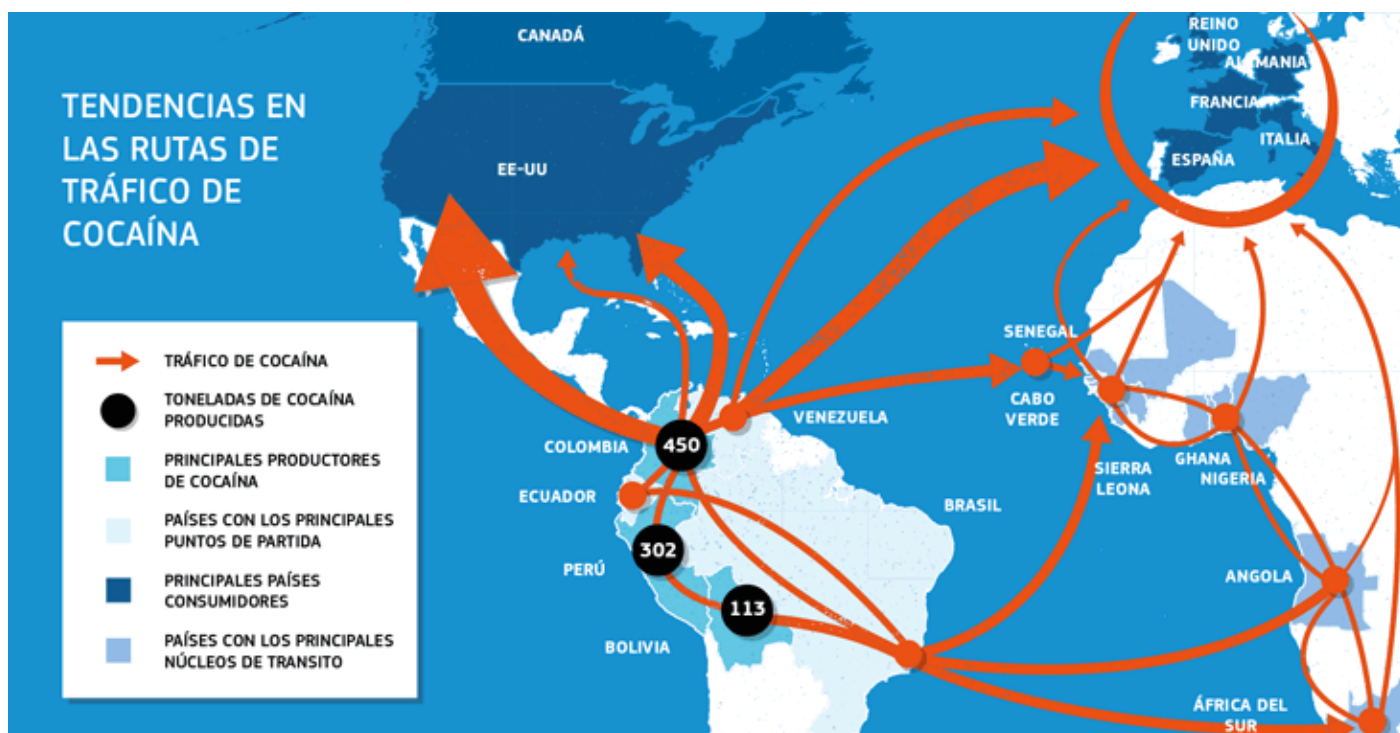 TENDENCIAS EN
LAS RUTAS DE
TRÁFICO DE
COCAÍNA
TRÁFICO DE COCAÍNA
TONELADAS DE COCAÍNA
PRODUCIDAS
PRINCIPALES PRODUCTORES
DE COCAÍNA
PAÍSES CON LOS PRINCIPALES
PUNTOS DE PARTIDA
PRINCIPALES PAÍSES
CONSUMIDORES
PAÍSES CON LOS PRINCIPALES
NÚCLEOS DE TRANSITO
CANADÁ
EE-UU
REINO
UNIDO
ALEMANIA
FRANCIA
ITALIA
ESPAÑA
SENEGAL
CABO
VERDE
VENEZUELA
COLOMBIA
450
ECUADOR
SIERRA
LEONA
GHANA
NIGERIA
BRASIL
302
PERÚ
ANGOLA
113
BOLIVIA
ÁFRICA DEL
SUR